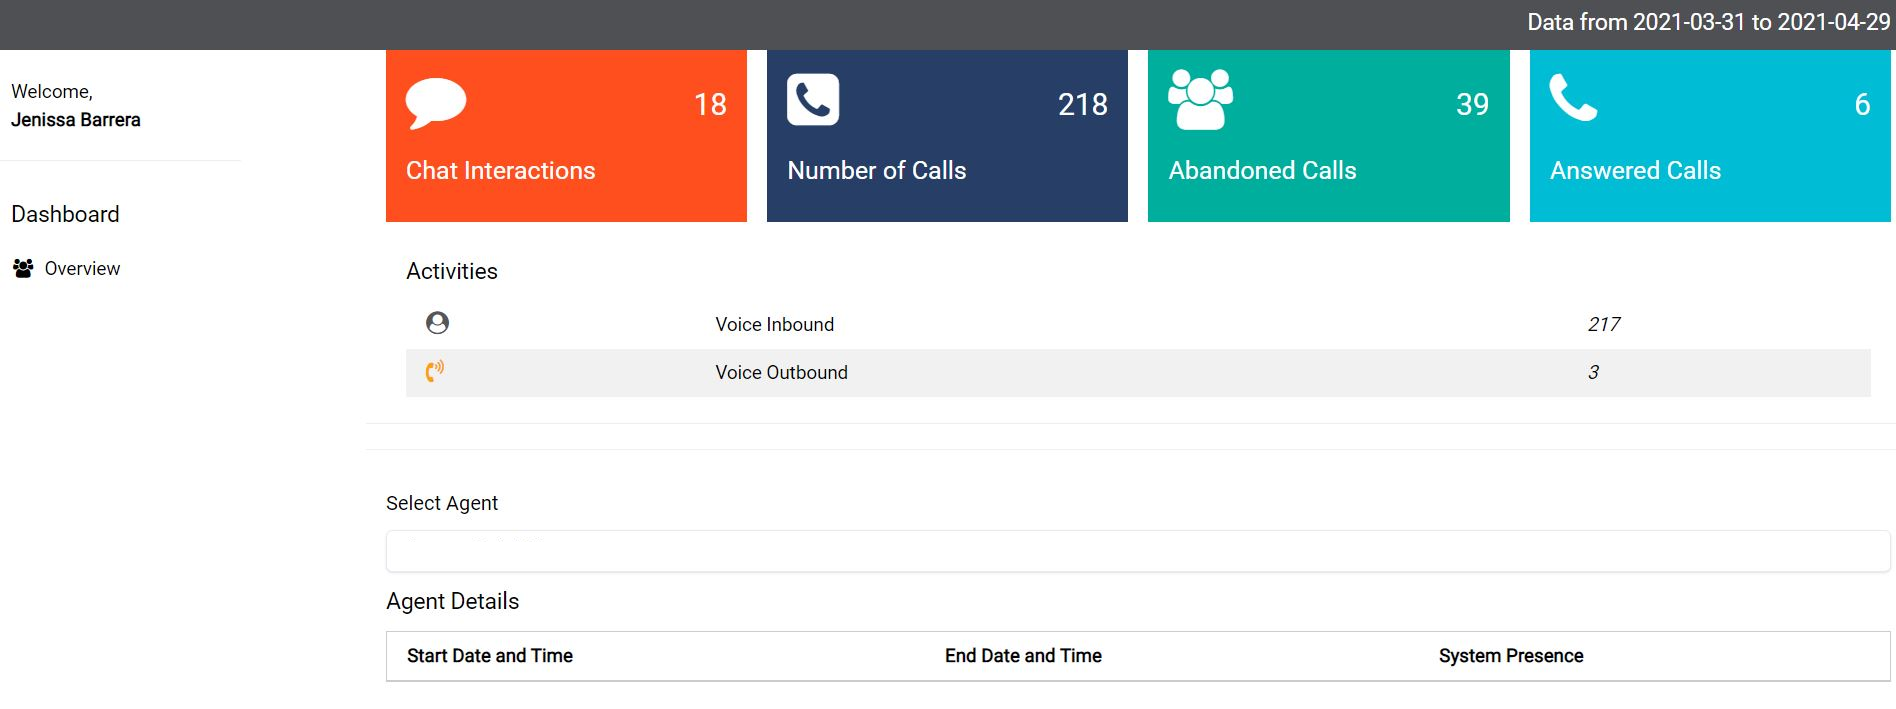 Data from 2021-03-31 to 2021-04-29
Welcome,
Jenissa Barrera
Dashboard
Overview
18
Chat Interactions
218
Number of Calls
39
Abandoned Calls
6
Answered Calls
Activities
Voice Inbound 217
Voice Outbound 3
Select Agent
Agent Details
Start Date and Time End Date and Time System Presence